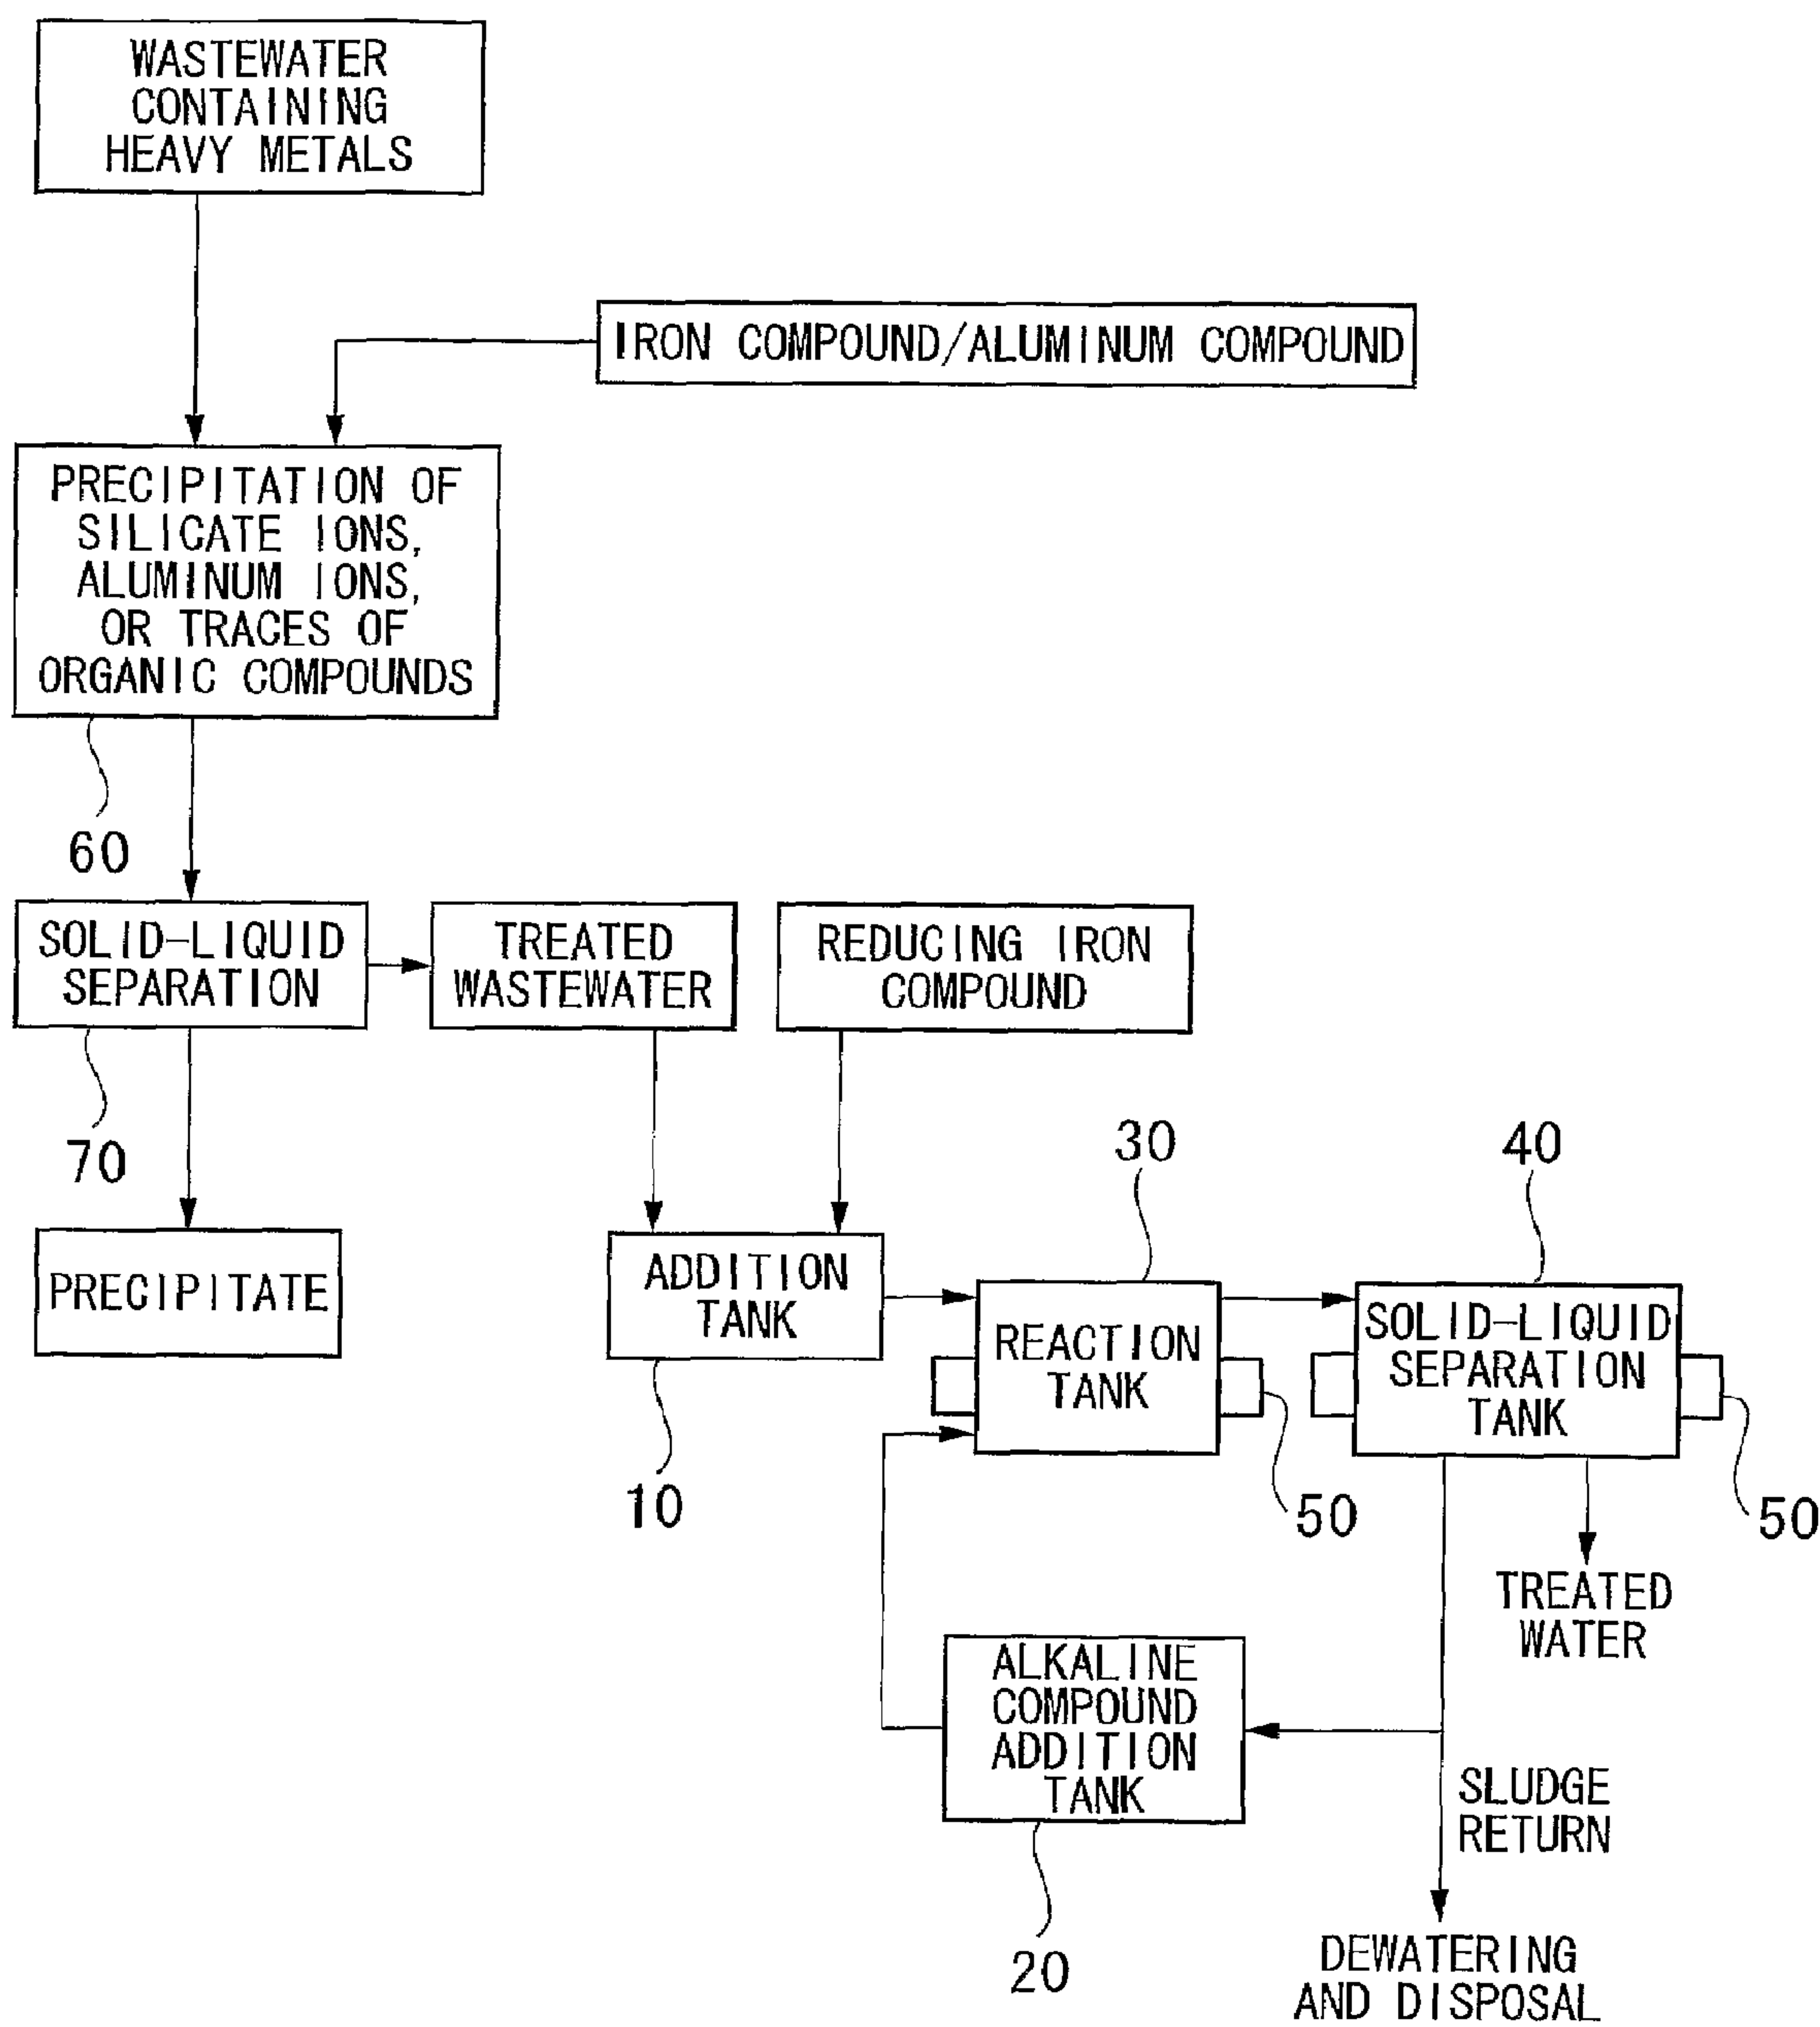 WASTEWATER
CONTAINING
HEAVY METALS
IRON COMPOUND/ALUMINUM COMPOUND
PRECIPITATION OF
SILICATE IONS,
ALUMINUM IONS,
OR TRACES OF
ORGANIC COMPOUNDS
60
SOLID-LIQUID
SEPARATION
TREATED
WASTEWATER
REDUCING IRON
COMPOUND
70
30
40
PRECIPITATE
ADDITION
TANK
REACTION
TANK
SOLID-LIQUID
SEPARATION
TANK
10
50
50
TREATED
WATER
ALKALINE
COMPOUND
ADDITION
TANK
SLUDGE
RETURN
20
DEWATERING
AND DISPOSAL